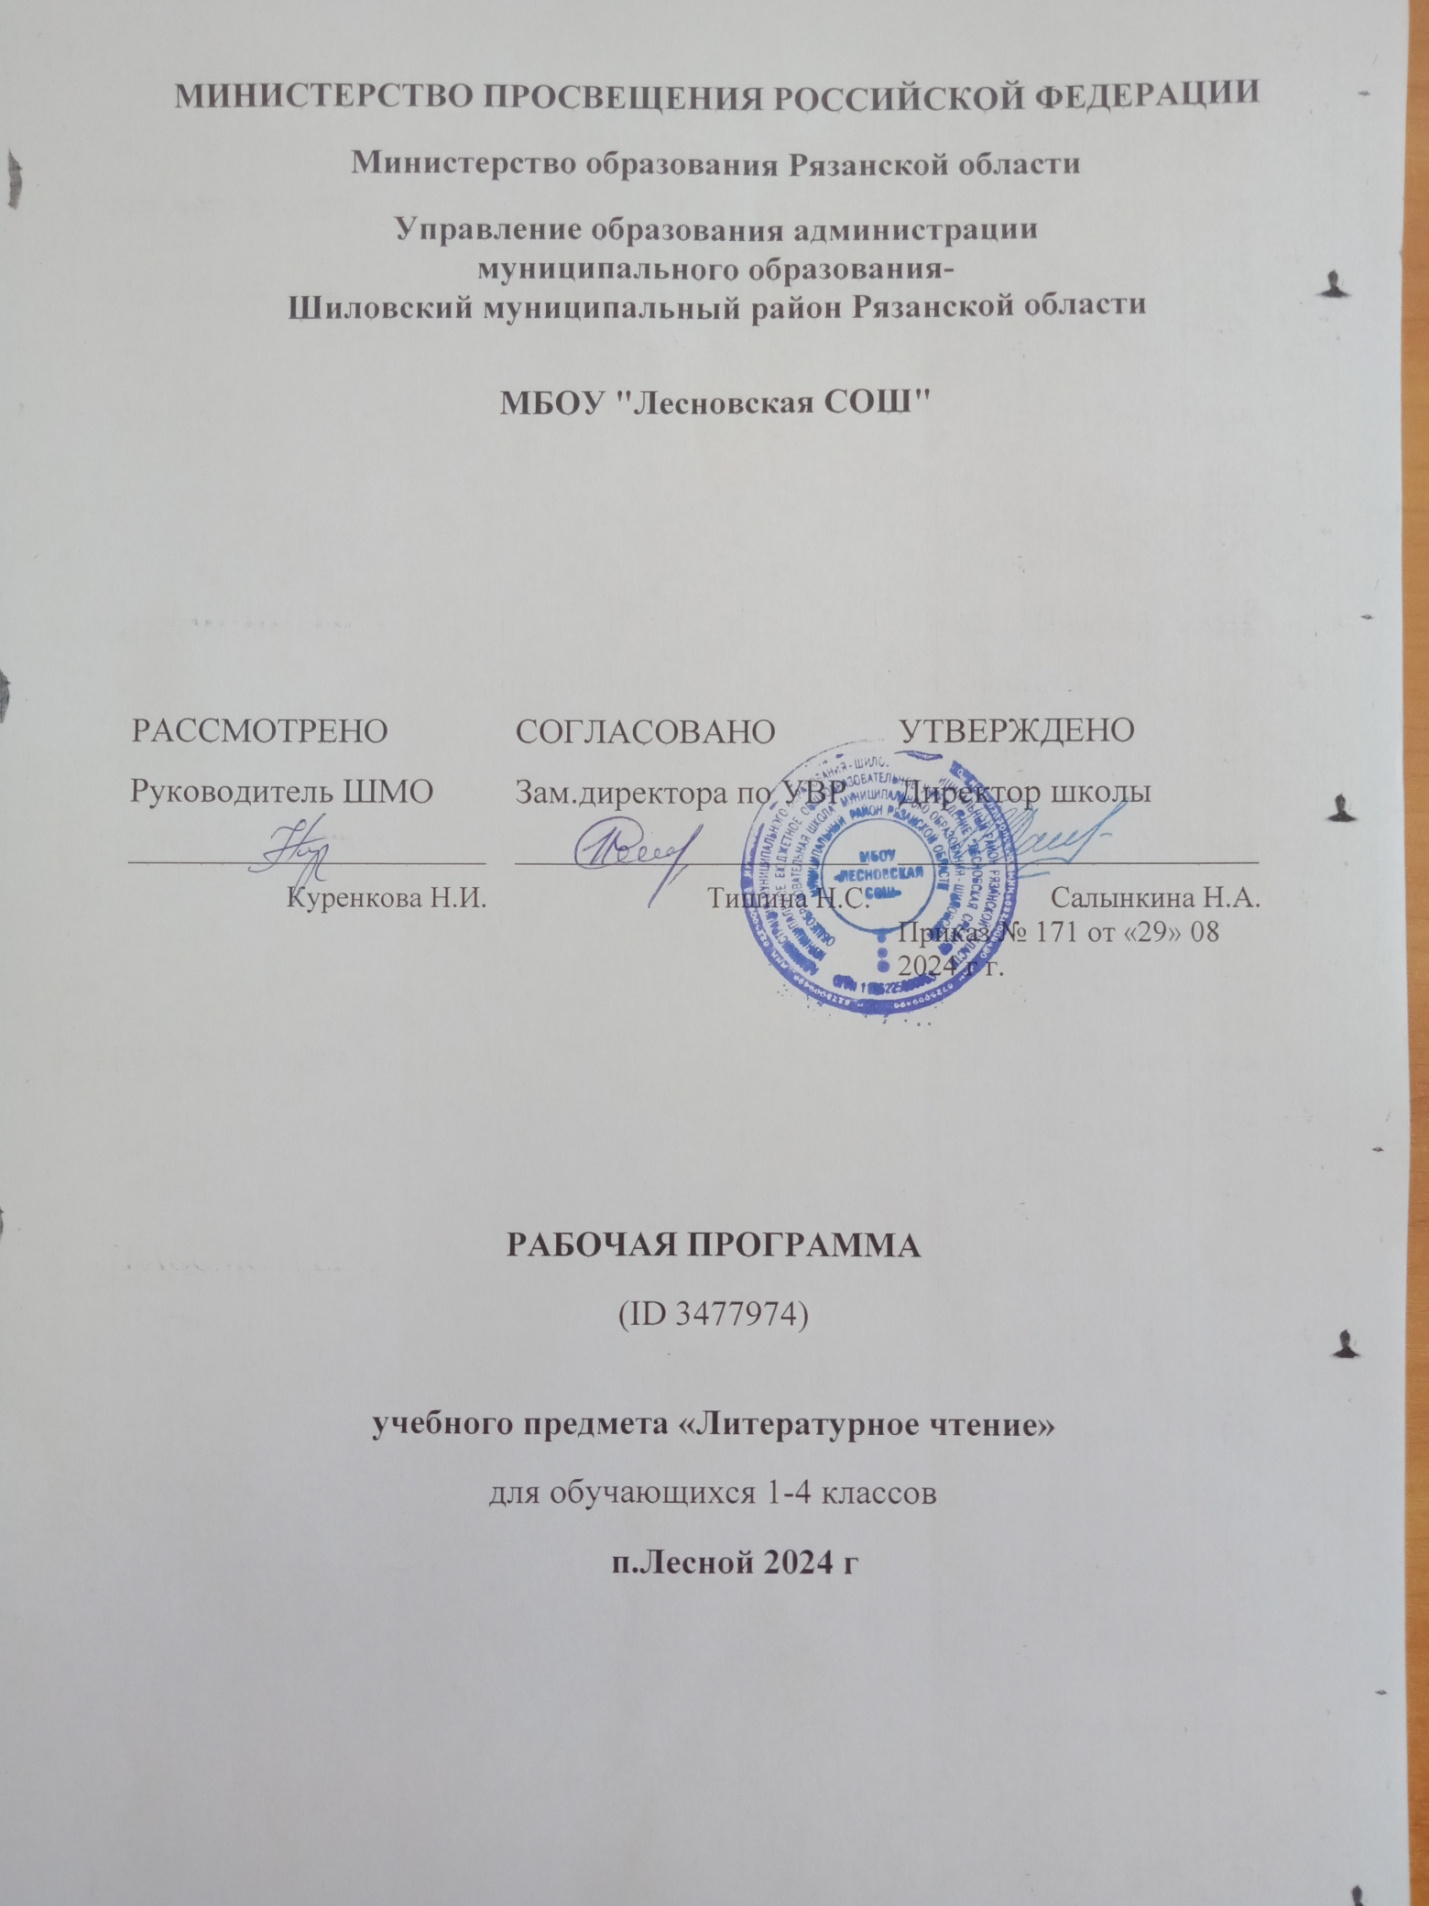 МИНИСТЕРСТВО ПРОСВЕЩЕНИЯ РОССИЙСКОЙ ФЕДЕРАЦИИ
Министерство образования Рязанской области
Управление образования администрации
муниципального образования-
Шиловский муниципальный район Рязанской области
МБОУ "Лесновская СОШ"
РАССМОТРЕНО
Руководитель ШМО
Куренкова Н.И.
СОГЛАСОВАНО
Зам.директора по УВР
Тишина Н.С.
УТВЕРЖДЕНО
Директор школы
Салынкина Н.А.
Приказ № 171 от «29» 08
2024 г г.
МБОУ
«ЛЕСНОВСКАЯ
СОШ»
РАБОЧАЯ ПРОГРАММА
(ID 3477974)
учебного предмета «Литературное чтение»
для обучающихся 1-4 классов
п.Лесной 2024 г